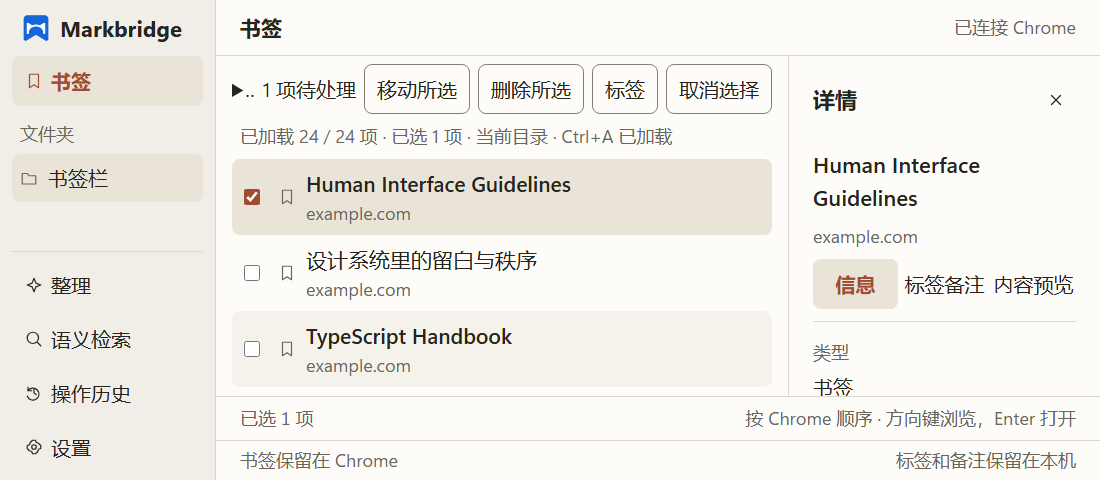 Markbridge
书签
文件夹
书签栏
整理
语义检索
操作历史
设置
书签
已连接 Chrome
▶.. 1 项待处理
移动所选
删除所选
标签
取消选择
已加载 24 / 24 项 · 已选 1 项 · 当前目录 · Ctrl+A 已加载
Human Interface Guidelines
example.com
设计系统里的留白与秩序
example.com
TypeScript Handbook
example.com
详情
Human Interface
Guidelines
example.com
信息 标签备注 内容预览
类型
书签
已选 1 项
按 Chrome 顺序 · 方向键浏览，Enter 打开
书签保留在 Chrome
标签和备注保留在本机